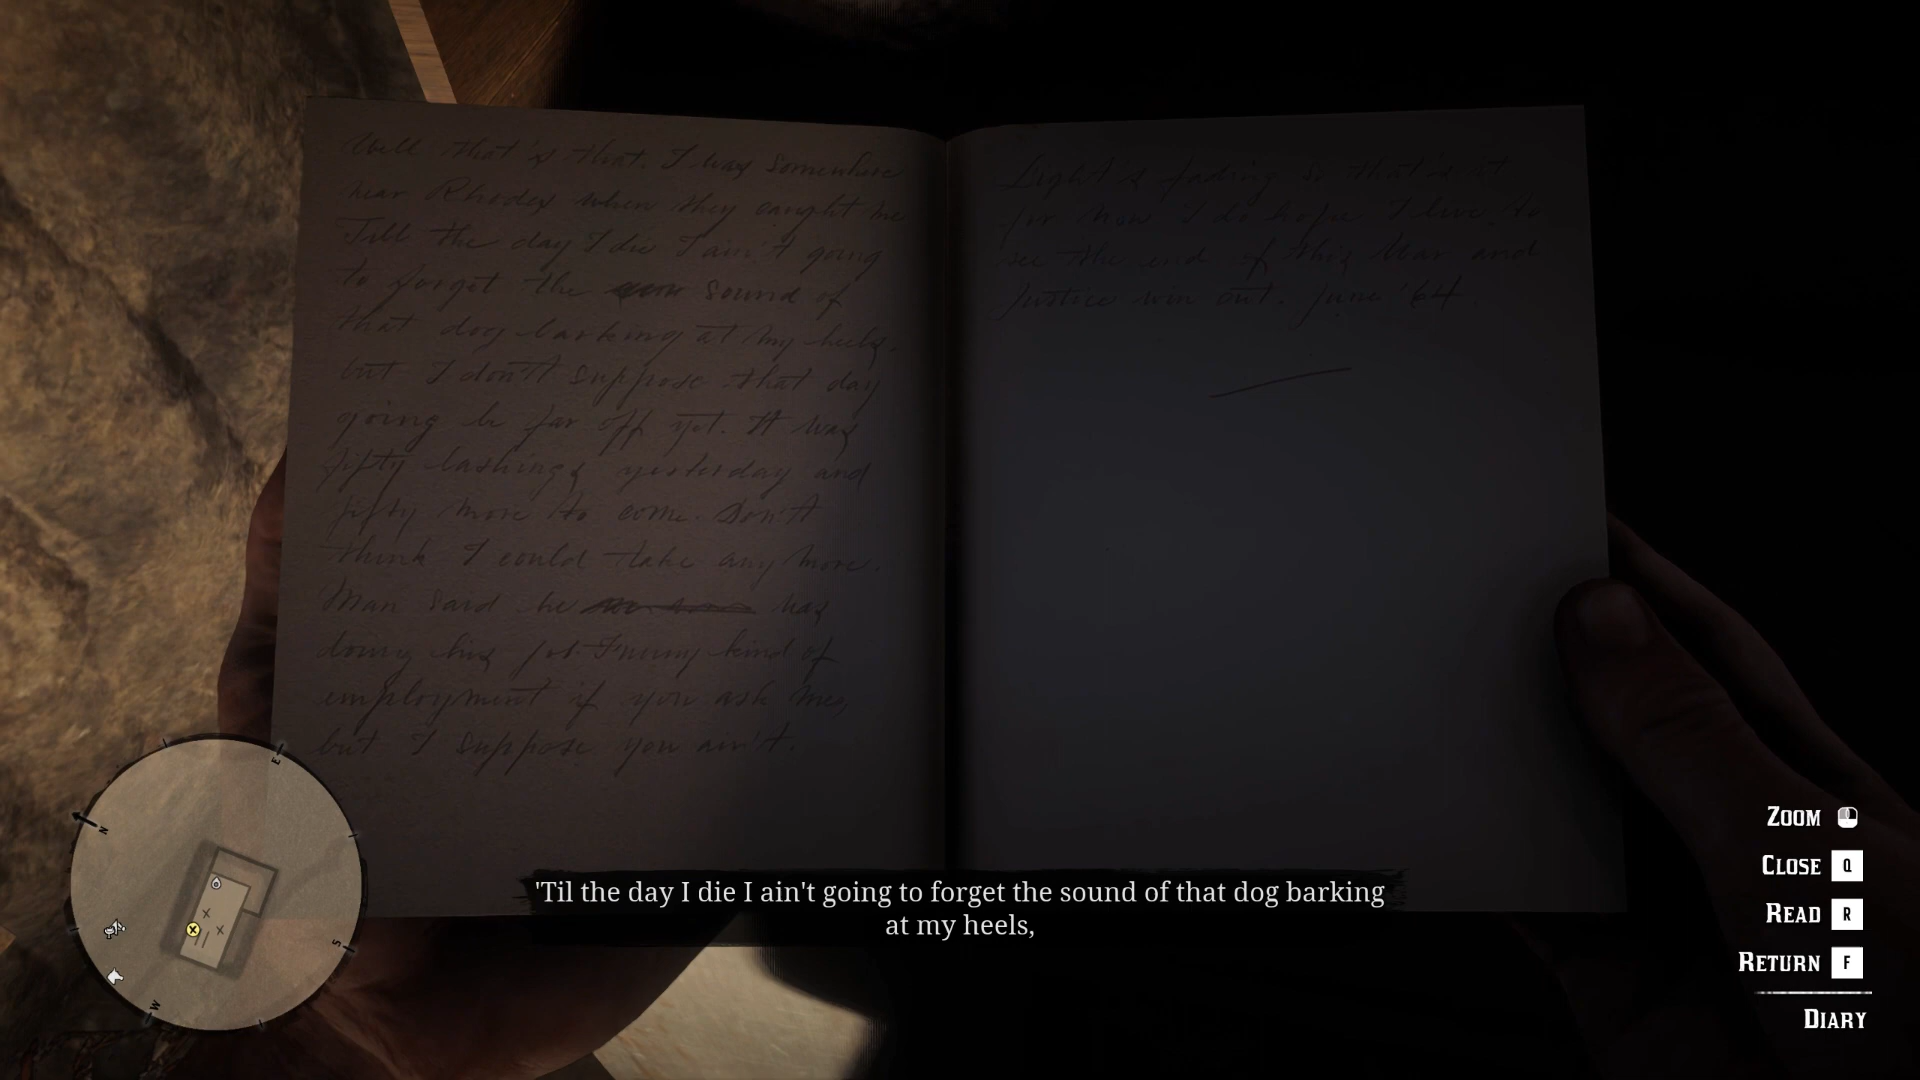 Well that's that. I was somewhere
near Rhodes when they caught me
Till the day I die I ain't going
to forget the sound of
that dog barking at my heels,
but I don't suppose that day
going be far off yet. It was
fifty lashings yesterday and
fifty more to come. Don't
think I could take any more.
Man said he was
doing his job. Funny kind of
employment if you ask me,
but I suppose you ain't.
Light's fading so that is it
for now I do hope I live to
see the end of this War and
Justice win out. June '64
E
N
S
W
'Til the day I die I ain't going to forget the sound of that dog barking
at my heels,
ZOOM
CLOSE Q
READ R
RETURN F
DIARY